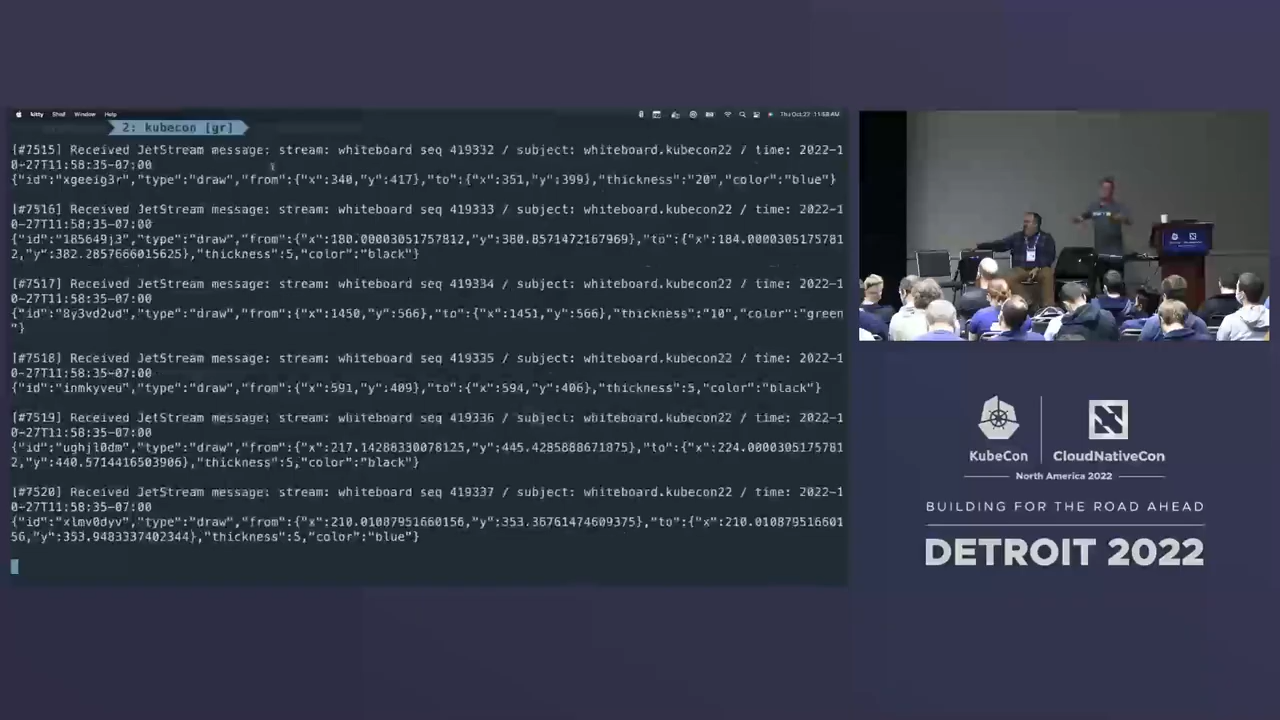 kitty Shell Window Help
Thu Oct 27 11:58 AM
2: kubecon [gr]
[#7515] Received JetStream message: stream: whiteboard seq 419332 / subject: whiteboard.kubecon22 / time: 2022-1
0-27T11:58:35-07:00
{"id":"xgeeig3r","type":"draw","from":{"x":340,"y":417},"to":{"x":351,"y":399},"thickness":"20","color":"blue"}
[#7516] Received JetStream message: stream: whiteboard seq 419333 / subject: whiteboard.kubecon22 / time: 2022-1
0-27T11:58:35-07:00
{"id":"185649j3","type":"draw","from":{"x":180.00003051757812,"y":380.8571472167969},"to":{"x":184.0000305175781
2,"y":382.2857666015625},"thickness":5,"color":"black"}
[#7517] Received JetStream message: stream: whiteboard seq 419334 / subject: whiteboard.kubecon22 / time: 2022-1
0-27T11:58:35-07:00
{"id":"8y3vd2ud","type":"draw","from":{"x":1450,"y":566},"to":{"x":1451,"y":566},"thickness":"10","color":"green
"}
[#7518] Received JetStream message: stream: whiteboard seq 419335 / subject: whiteboard.kubecon22 / time: 2022-1
0-27T11:58:35-07:00
{"id":"inmkyveu","type":"draw","from":{"x":591,"y":409},"to":{"x":594,"y":406},"thickness":5,"color":"black"}
[#7519] Received JetStream message: stream: whiteboard seq 419336 / subject: whiteboard.kubecon22 / time: 2022-1
0-27T11:58:35-07:00
{"id":"ughjl0dm","type":"draw","from":{"x":217.14288330078125,"y":445.4285888671875},"to":{"x":224.0000305175781
2,"y":440.5714416503906},"thickness":5,"color":"black"}
[#7520] Received JetStream message: stream: whiteboard seq 419337 / subject: whiteboard.kubecon22 / time: 2022-1
0-27T11:58:35-07:00
{"id":"xlmv0dyv","type":"draw","from":{"x":210.01087951660156,"y":353.36761474609375},"to":{"x":210.010879516601
56,"y":353.9483337402344},"thickness":5,"color":"blue"}
KubeCon
CloudNativeCon
North America 2022
BUILDING FOR THE ROAD AHEAD
DETROIT 2022